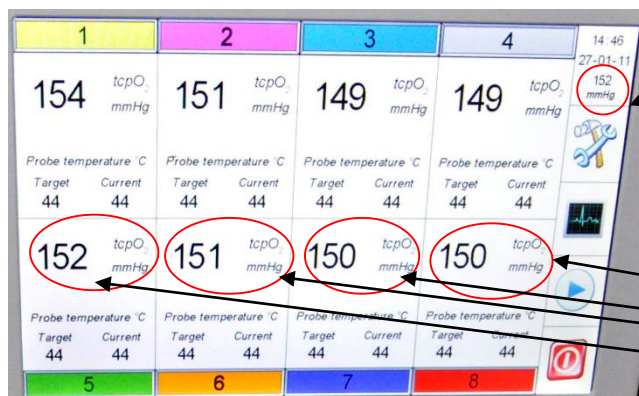 1 2 3 4 14:46
27-01-11
154 tcpO2 mmHg 151 tcpO2 mmHg 149 tcpO2 mmHg 149 tcpO2 mmHg 152 mmHg
Probe temperature °C Probe temperature °C Probe temperature °C Probe temperature °C
Target Current Target Current Target Current Target Current
44 44 44 44 44 44 44 44
152 tcpO2 mmHg 151 tcpO2 mmHg 150 tcpO2 mmHg 150 tcpO2 mmHg
Probe temperature °C Probe temperature °C Probe temperature °C Probe temperature °C
Target Current Target Current Target Current Target Current
44 44 44 44 44 44 44 44
5 6 7 8